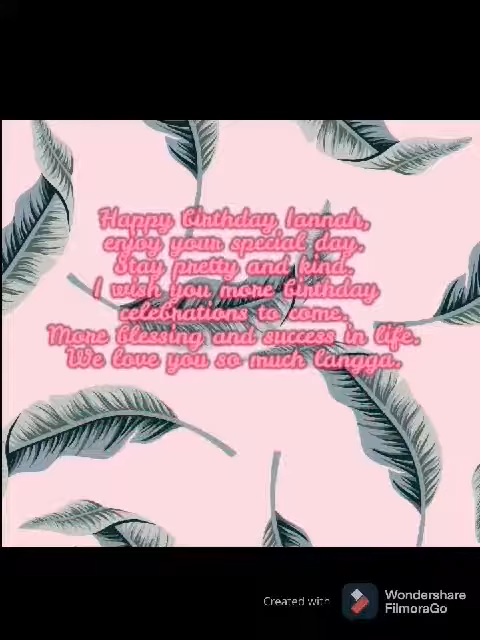 Happy birthday Iannah,
enjoy your special day.
Stay pretty and kind.
I wish you more birthday
celebrations to come.
More blessing and success in life.
We love you so much Langga.
Created with
Wondershare
FilmoraGo